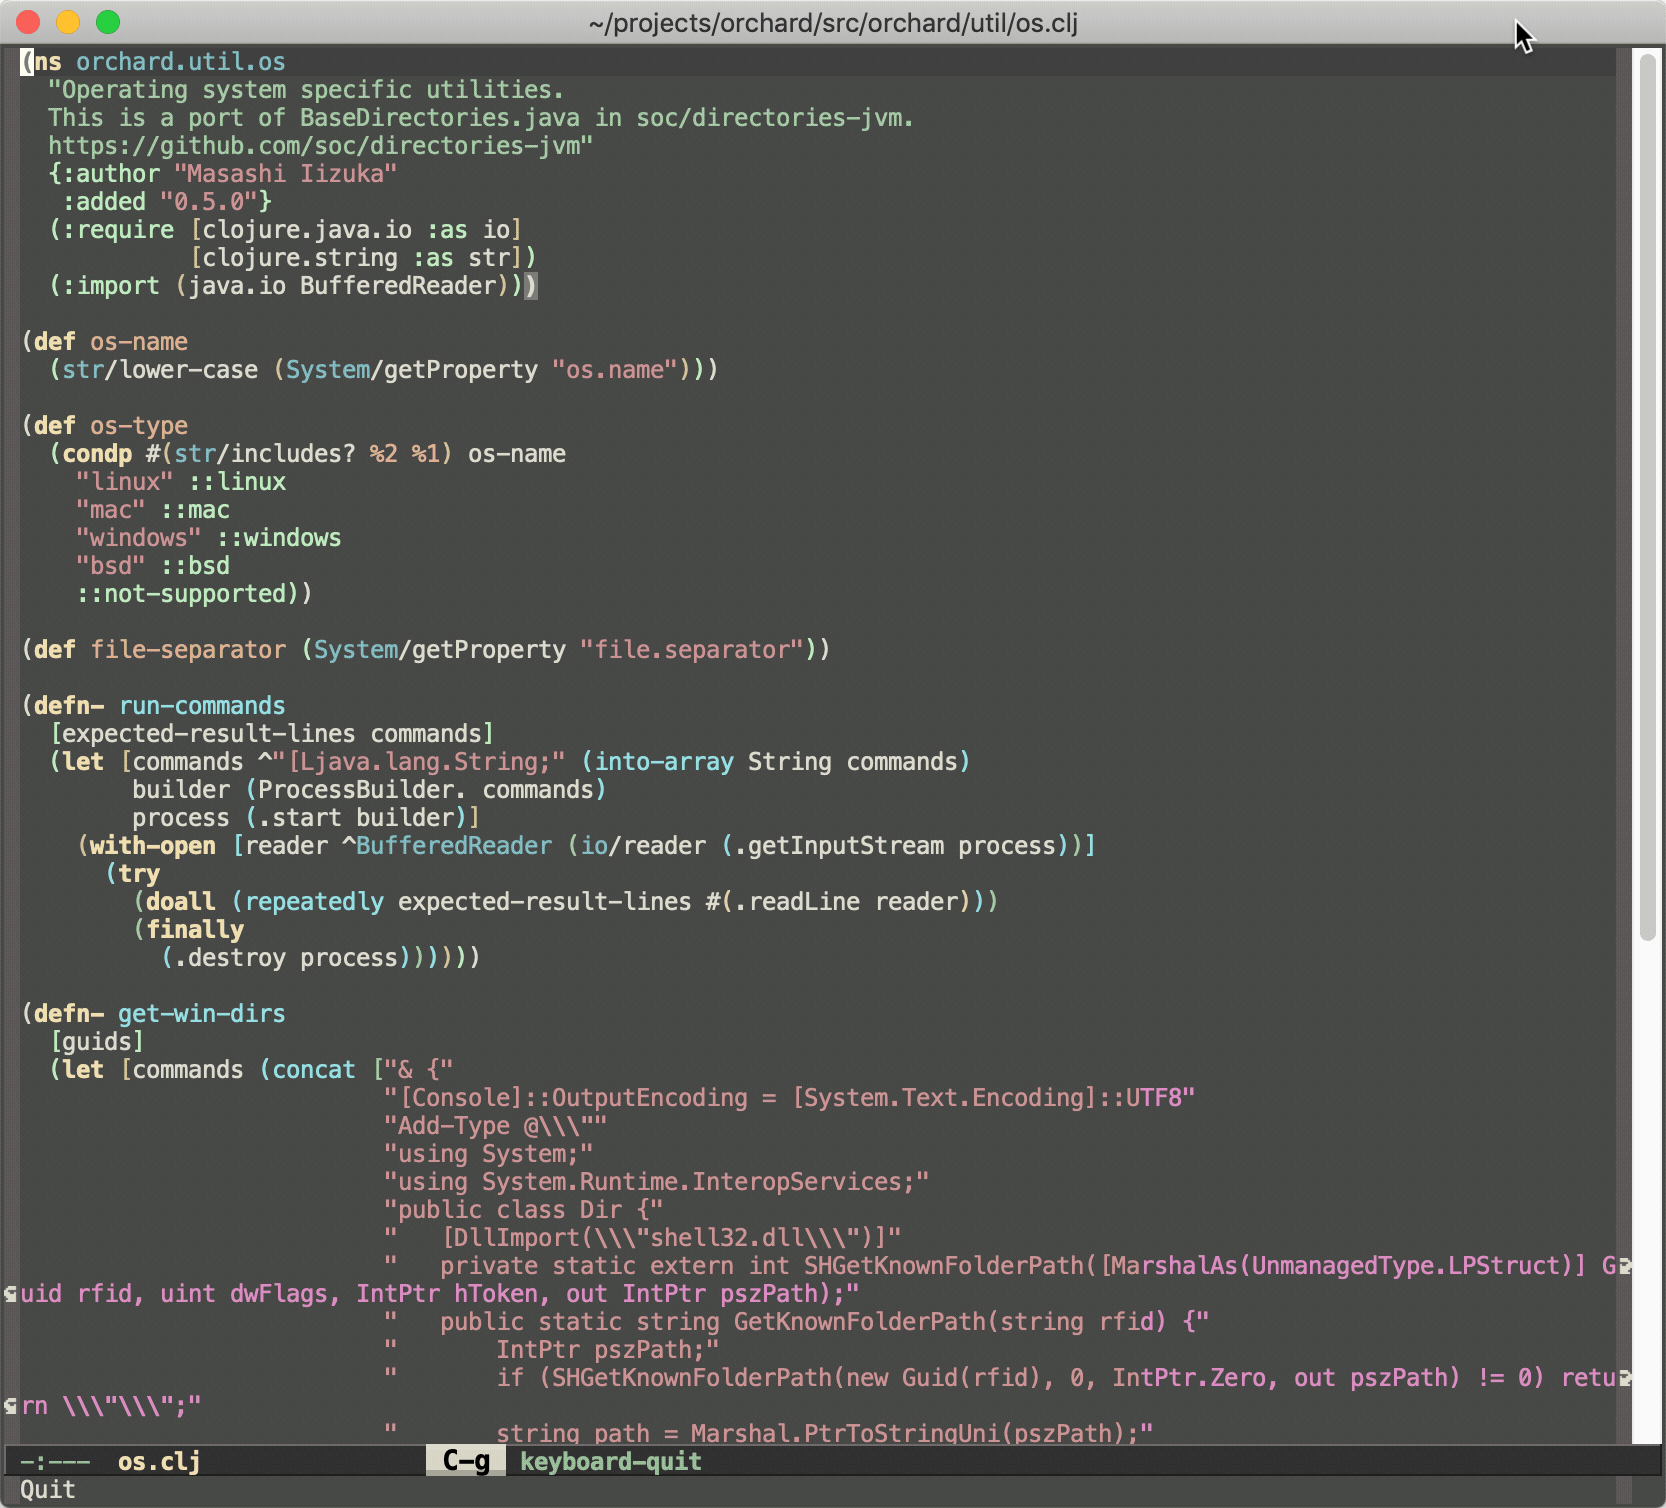 ~/projects/orchard/src/orchard/util/os.clj
(ns orchard.util.os
  "Operating system specific utilities.
  This is a port of BaseDirectories.java in soc/directories-jvm.
  https://github.com/soc/directories-jvm"
  {:author "Masashi Iizuka"
   :added "0.5.0"}
  (:require [clojure.java.io :as io]
            [clojure.string :as str])
  (:import (java.io BufferedReader)))

(def os-name
  (str/lower-case (System/getProperty "os.name")))

(def os-type
  (condp #(str/includes? %2 %1) os-name
    "linux" ::linux
    "mac" ::mac
    "windows" ::windows
    "bsd" ::bsd
    ::not-supported))

(def file-separator (System/getProperty "file.separator"))

(defn- run-commands
  [expected-result-lines commands]
  (let [commands ^"[Ljava.lang.String;" (into-array String commands)
        builder (ProcessBuilder. commands)
        process (.start builder)]
    (with-open [reader ^BufferedReader (io/reader (.getInputStream process))]
      (try
        (doall (repeatedly expected-result-lines #(.readLine reader)))
        (finally
          (.destroy process))))))

(defn- get-win-dirs
  [guids]
  (let [commands (concat ["& {"
                          "[Console]::OutputEncoding = [System.Text.Encoding]::UTF8"
                          "Add-Type @\\\""
                          "using System;"
                          "using System.Runtime.InteropServices;"
                          "public class Dir {"
                          "   [DllImport(\\\"shell32.dll\\\")]"
                          "   private static extern int SHGetKnownFolderPath([MarshalAs(UnmanagedType.LPStruct)] G
uid rfid, uint dwFlags, IntPtr hToken, out IntPtr pszPath);"
                          "   public static string GetKnownFolderPath(string rfid) {"
                          "       IntPtr pszPath;"
                          "       if (SHGetKnownFolderPath(new Guid(rfid), 0, IntPtr.Zero, out pszPath) != 0) retu
rn \\\"\\\";"
                          "       string path = Marshal.PtrToStringUni(pszPath);"
-:---  os.clj  C-g  keyboard-quit
Quit